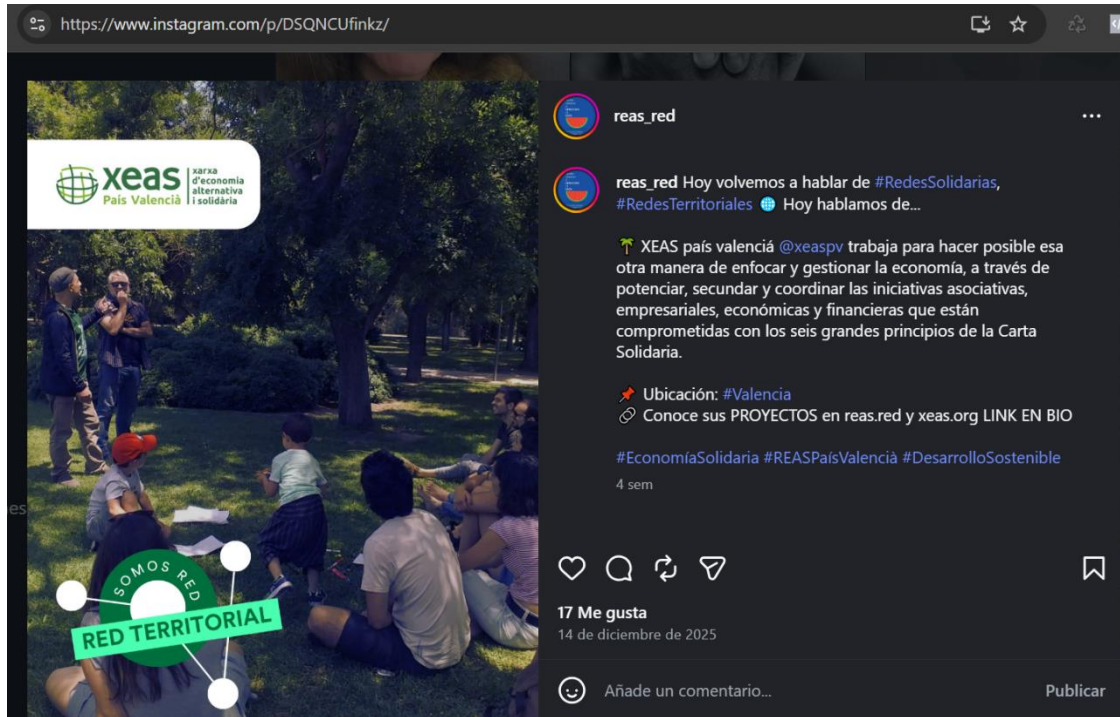 https://www.instagram.com/p/DSQNCUfinkz/
xeas
País Valencià
xarxa
d'economia
alternativa
i solidària
SOMOS RED
RED TERRITORIAL
reas_red
reas_red Hoy volvemos a hablar de #RedesSolidarias,
#RedesTerritoriales 🌐 Hoy hablamos de...
🌴 XEAS país valenciá @xeaspv trabaja para hacer posible esa
otra manera de enfocar y gestionar la economía, a través de
potenciar, secundar y coordinar las iniciativas asociativas,
empresariales, económicas y financieras que están
comprometidas con los seis grandes principios de la Carta
Solidaria.
📌 Ubicación: #Valencia
🔗 Conoce sus PROYECTOS en reas.red y xeas.org LINK EN BIO
#EconomíaSolidaria #REASPaísValencià #DesarrolloSostenible
4 sem
17 Me gusta
14 de diciembre de 2025
Añade un comentario...
Publicar